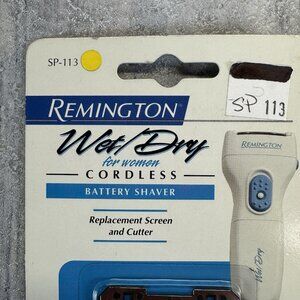 SP-113
SP 113
REMINGTON
Wet/Dry
for women
CORDLESS
BATTERY SHAVER
Replacement Screen
and Cutter
REMINGTON
Wet/Dry